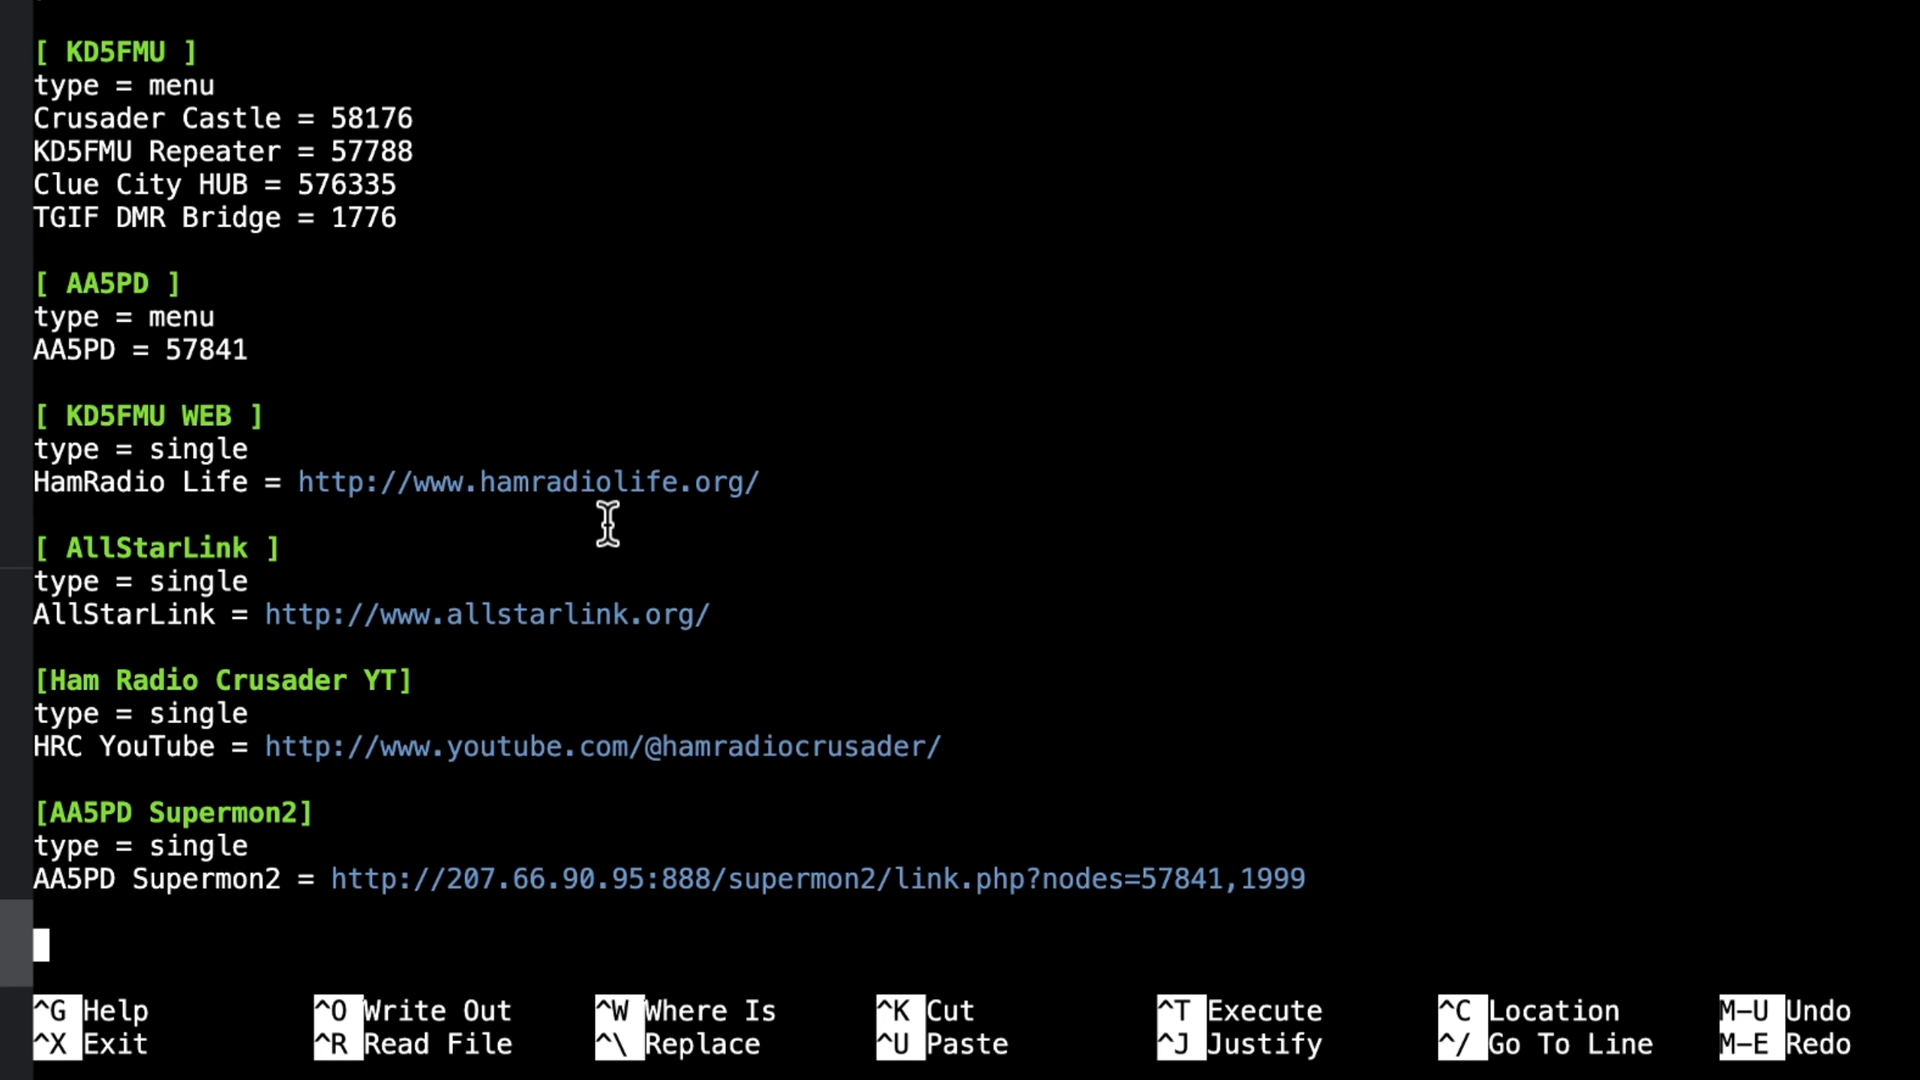 [ KD5FMU ]
type = menu
Crusader Castle = 58176
KD5FMU Repeater = 57788
Clue City HUB = 576335
TGIF DMR Bridge = 1776
[ AA5PD ]
type = menu
AA5PD = 57841
[ KD5FMU WEB ]
type = single
HamRadio Life = http://www.hamradiolife.org/
[ AllStarLink ]
type = single
AllStarLink = http://www.allstarlink.org/
[Ham Radio Crusader YT]
type = single
HRC YouTube = http://www.youtube.com/@hamradiocrusader/
[AA5PD Supermon2]
type = single
AA5PD Supermon2 = http://207.66.90.95:888/supermon2/link.php?nodes=57841,1999
^G Help ^O Write Out ^W Where Is ^K Cut ^T Execute ^C Location M-U Undo
^X Exit ^R Read File ^\ Replace ^U Paste ^J Justify ^/ Go To Line M-E Redo